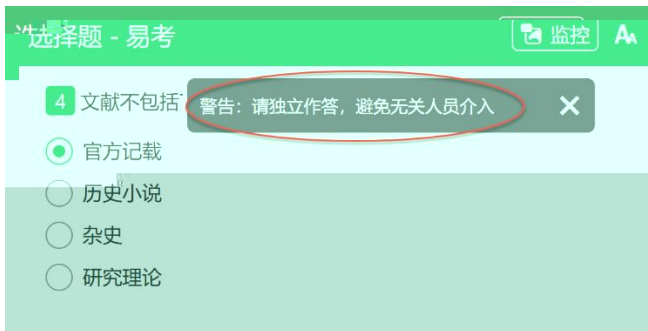 选择题 - 易考
监控
AA
4 文献不包括
警告：请独立作答，避免无关人员介入
官方记载
历史小说
杂史
研究理论